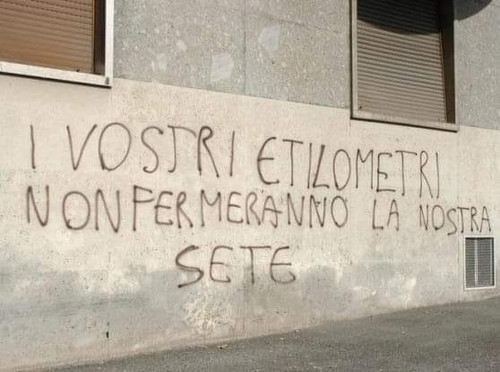 I VOSTRI ETILOMETRI
NON FERMERANNO LA NOSTRA
SETE